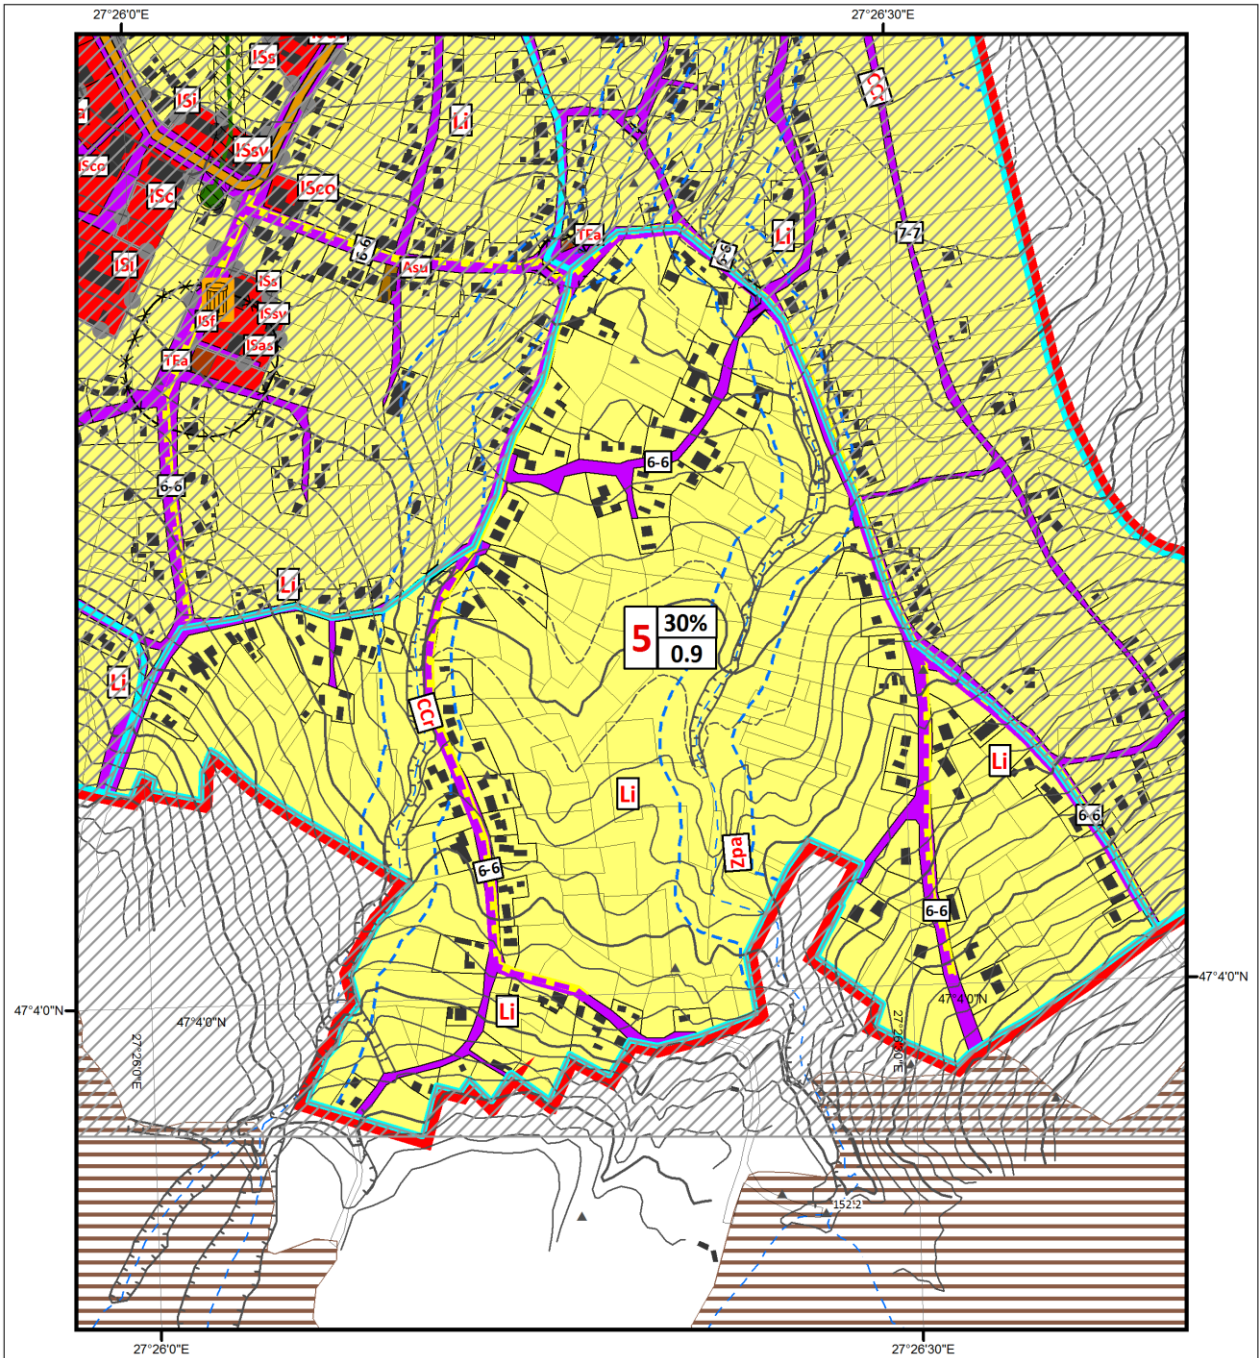 27°26'0"E
27°26'30"E
ISs
CCr
ISi
Li
ISsv
ISco
ISco
ISc
TEa
Li
7-7
6-6
6-6
ISi
Asu
ISs
ISsv
ISf
ISas
TEa
6-6
6-6
Li
5
30%
0.9
Li
CCr
Li
Li
6-6
Zpa
6-6
6-6
47°4'0"N
47°4'0"N
Li
47°4'0"N
47°4'0"N
27°26'0"E
27°26'30"E
152.2
27°26'0"E
27°26'30"E